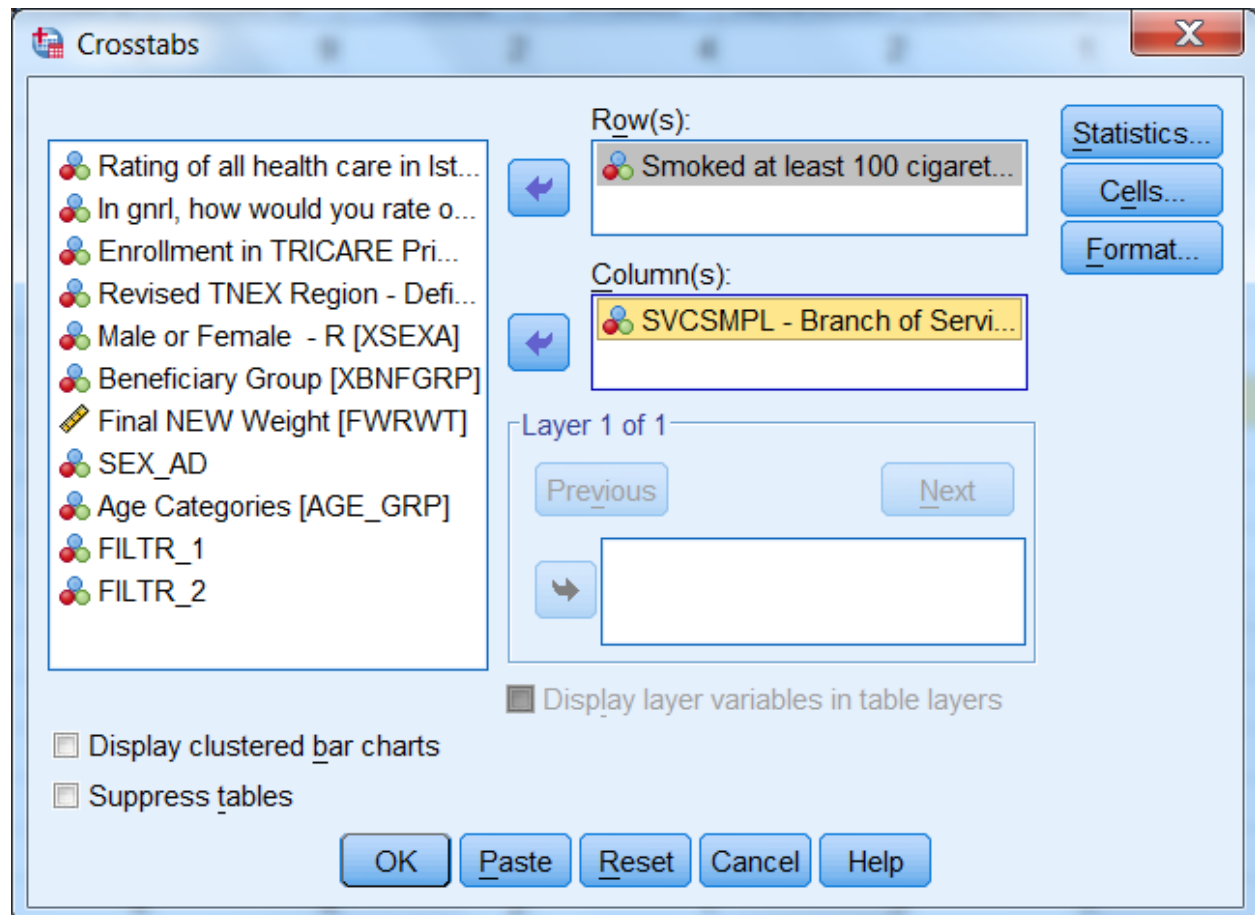 Crosstabs
Rating of all health care in lst...
In gnrl, how would you rate o...
Enrollment in TRICARE Pri...
Revised TNEX Region - Defi...
Male or Female - R [XSEXA]
Beneficiary Group [XBNFGRP]
Final NEW Weight [FWRWT]
SEX_AD
Age Categories [AGE_GRP]
FILTR_1
FILTR_2
Row(s):
Smoked at least 100 cigaret...
Column(s):
SVCSMPL - Branch of Servi...
Layer 1 of 1
Previous
Next
Display layer variables in table layers
Statistics...
Cells...
Format...
Display clustered bar charts
Suppress tables
OK Paste Reset Cancel Help